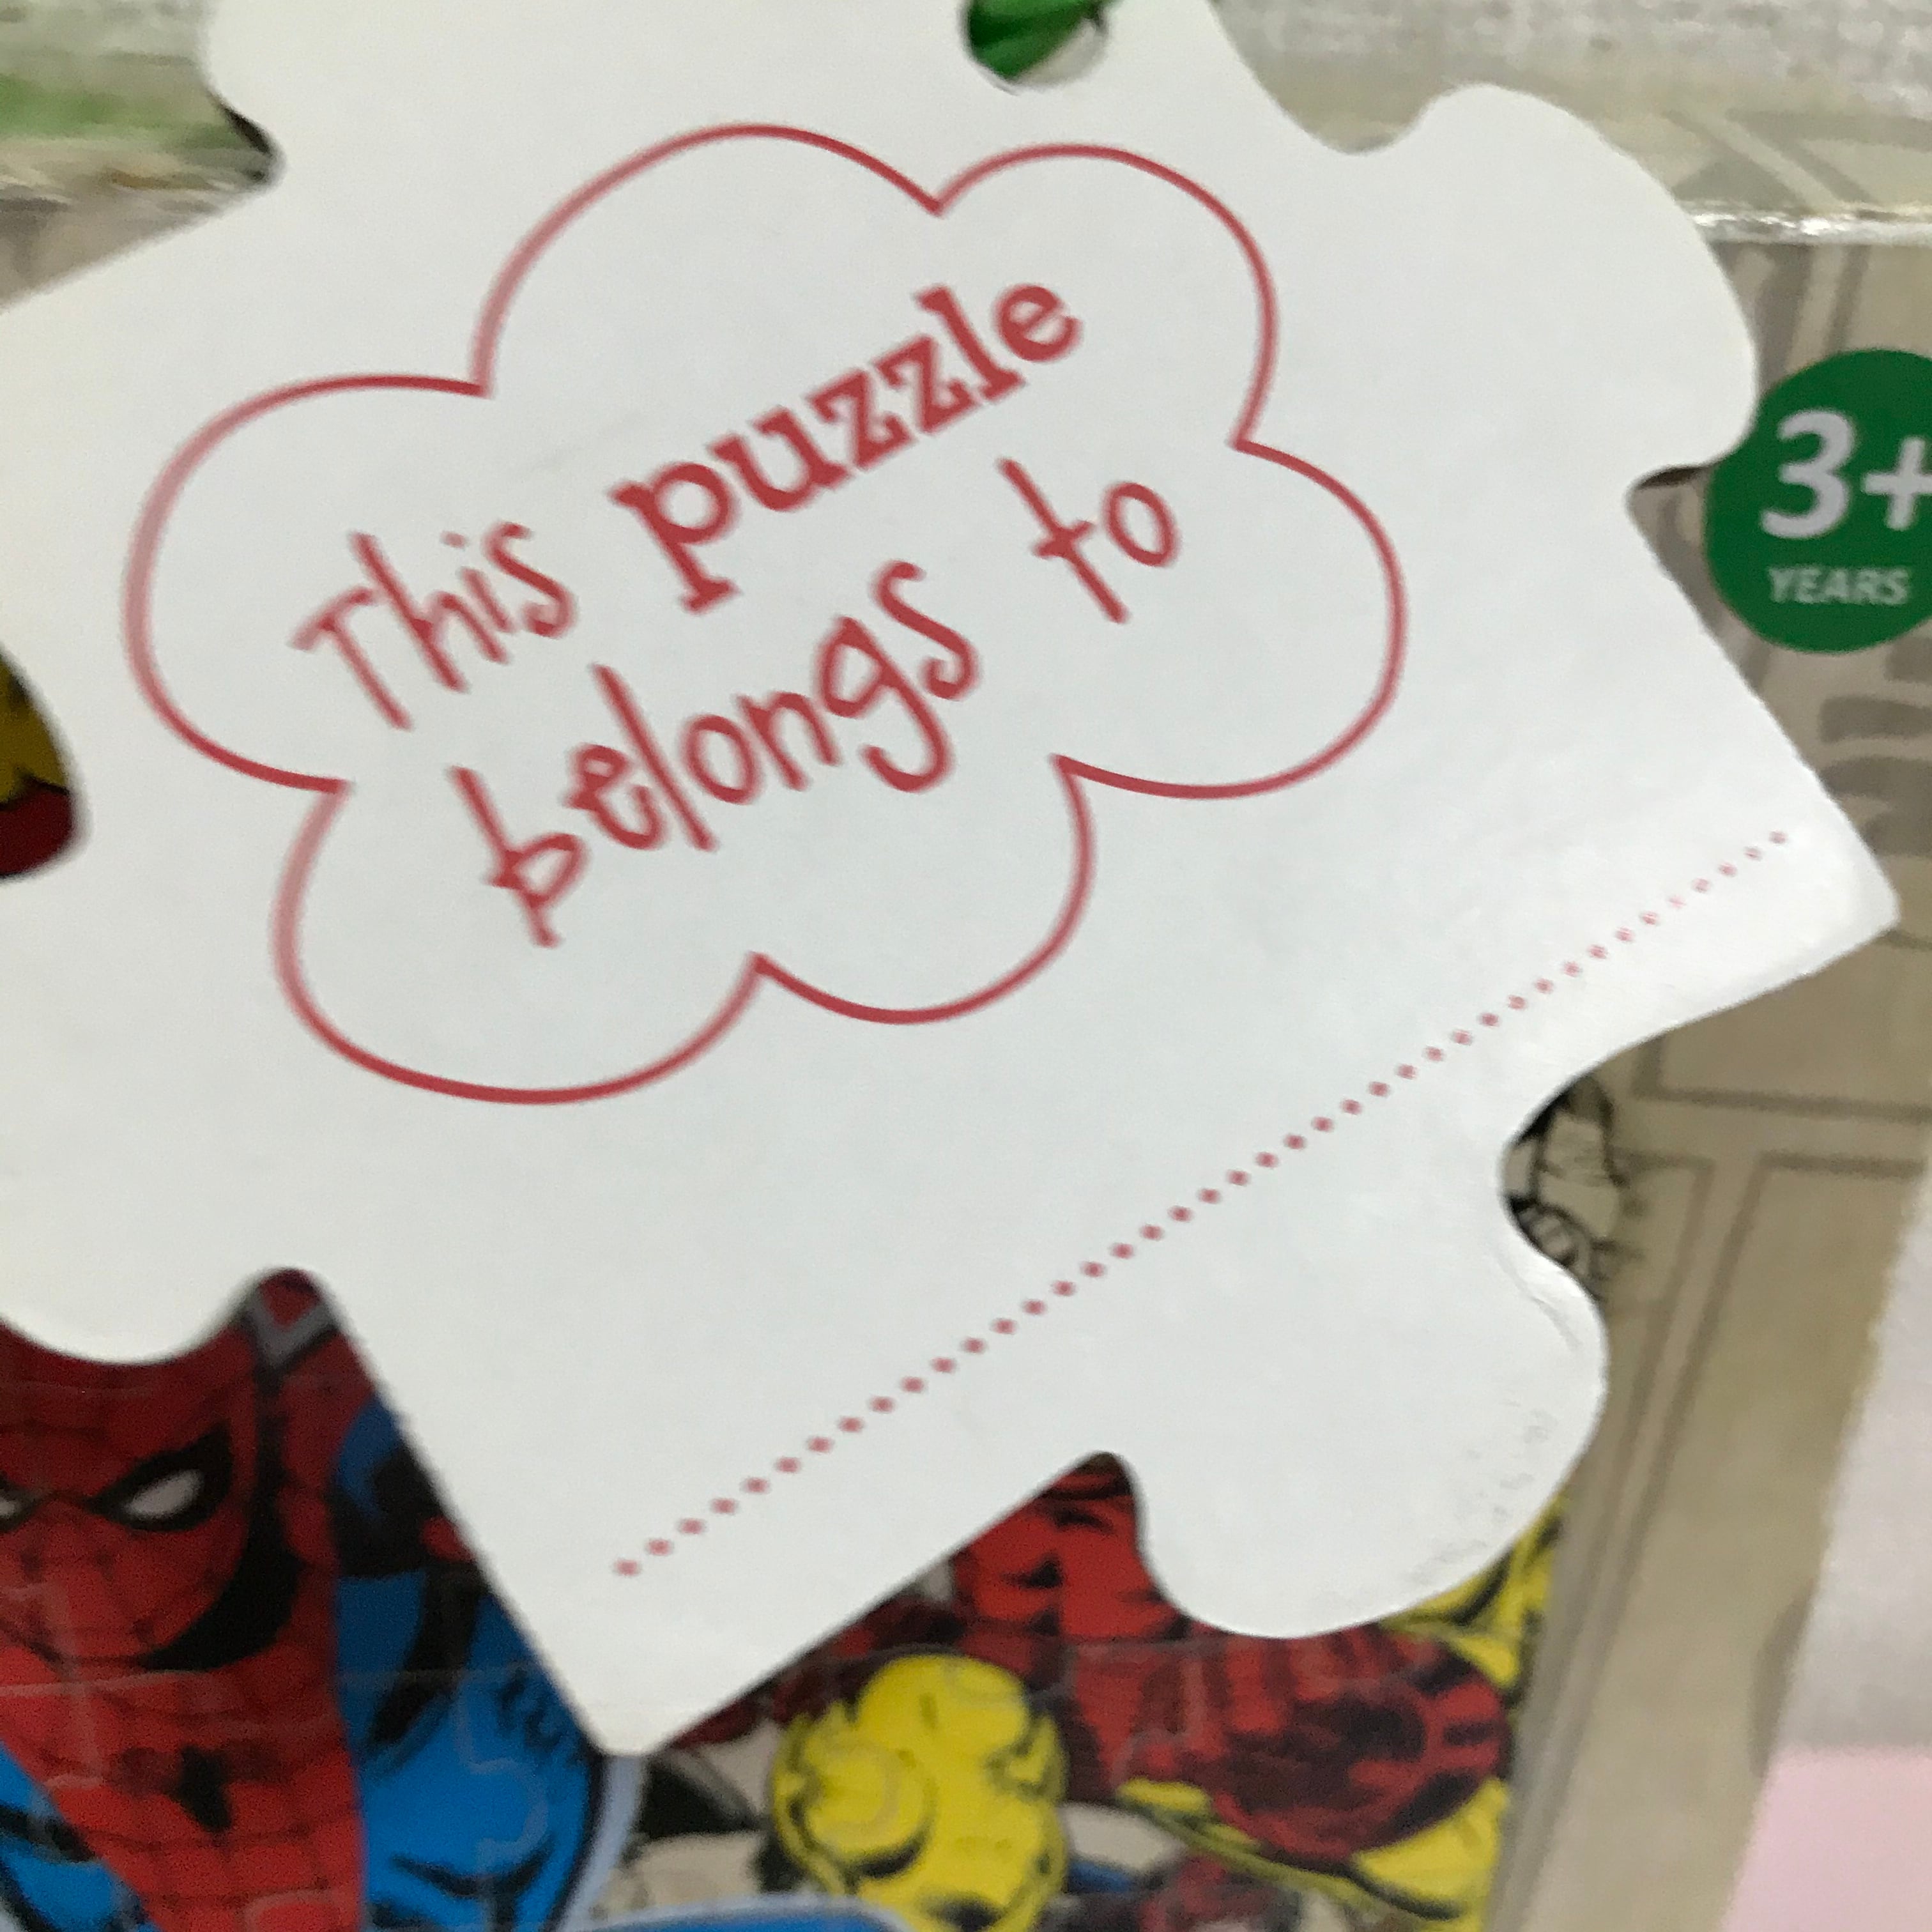 This puzzle
belongs to
3+
YEARS